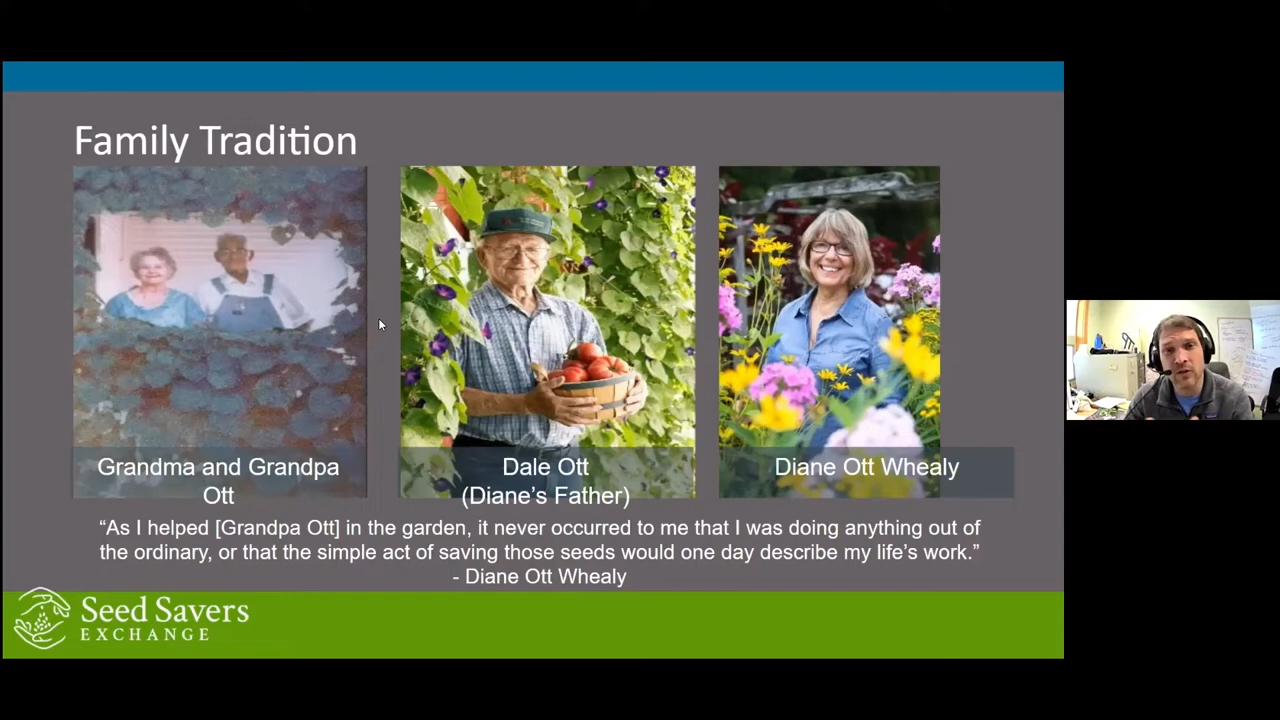 Family Tradition
Grandma and Grandpa
Ott
Dale Ott
(Diane’s Father)
Diane Ott Whealy
“As I helped [Grandpa Ott] in the garden, it never occurred to me that I was doing anything out of
the ordinary, or that the simple act of saving those seeds would one day describe my life’s work.”
- Diane Ott Whealy
Seed Savers
EXCHANGE